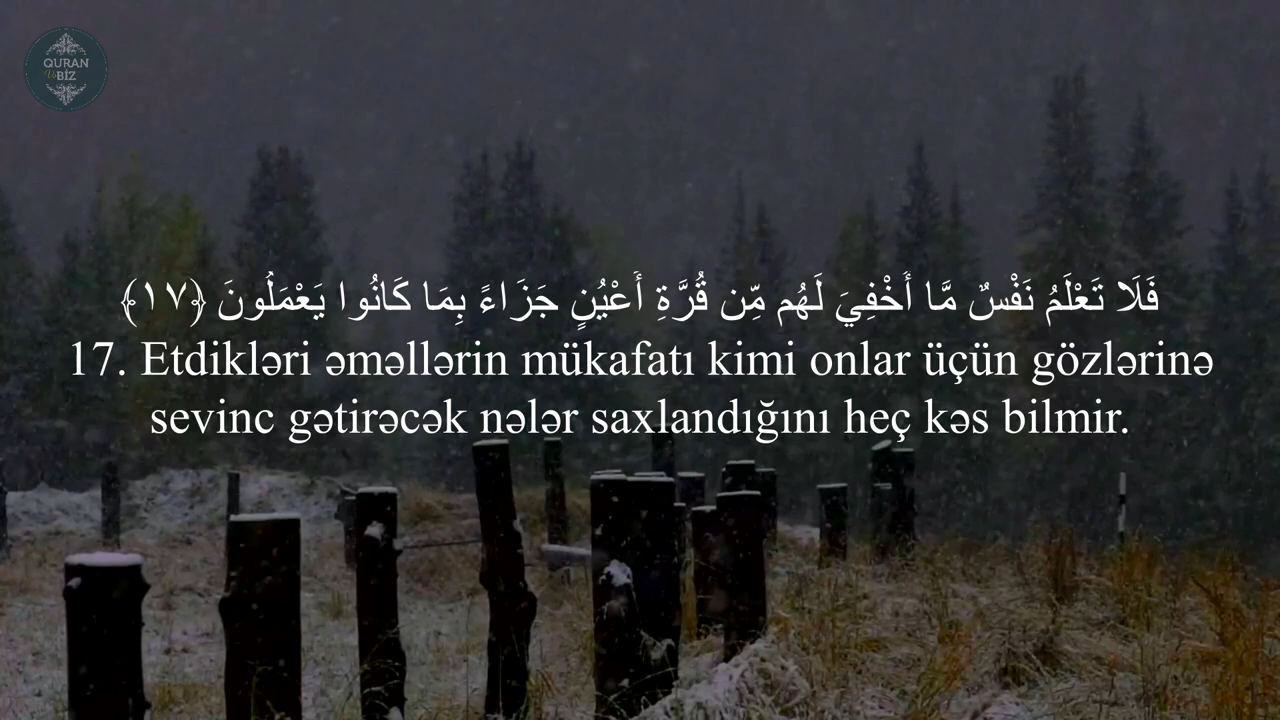 QURAN
Və BİZ
فَلَا تَعْلَمُ نَفْسٌ مَّا أُخْفِيَ لَهُم مِّن قُرَّةِ أَعْيُنٍ جَزَاءً بِمَا كَانُوا يَعْمَلُونَ ﴿١٧﴾
17. Etdikləri əməllərin mükafatı kimi onlar üçün gözlərinə
sevinc gətirəcək nələr saxlandığını heç kəs bilmir.